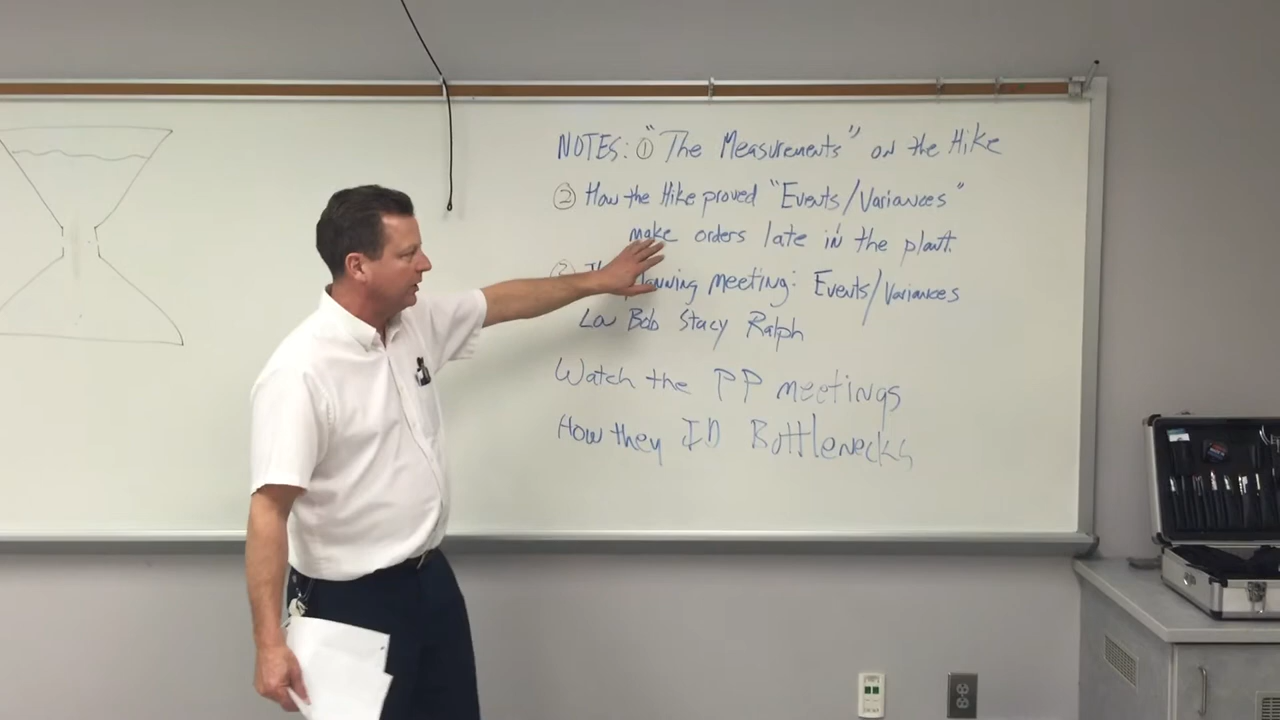 NOTES: ① "The Measurements" on the Hike
② How the Hike proved "Events/Variances"
make orders late in the plant.
planning meeting: Events/Variances
Lou Bob Stacy Ralph
Watch the PP meetings
How they ID Bottlenecks